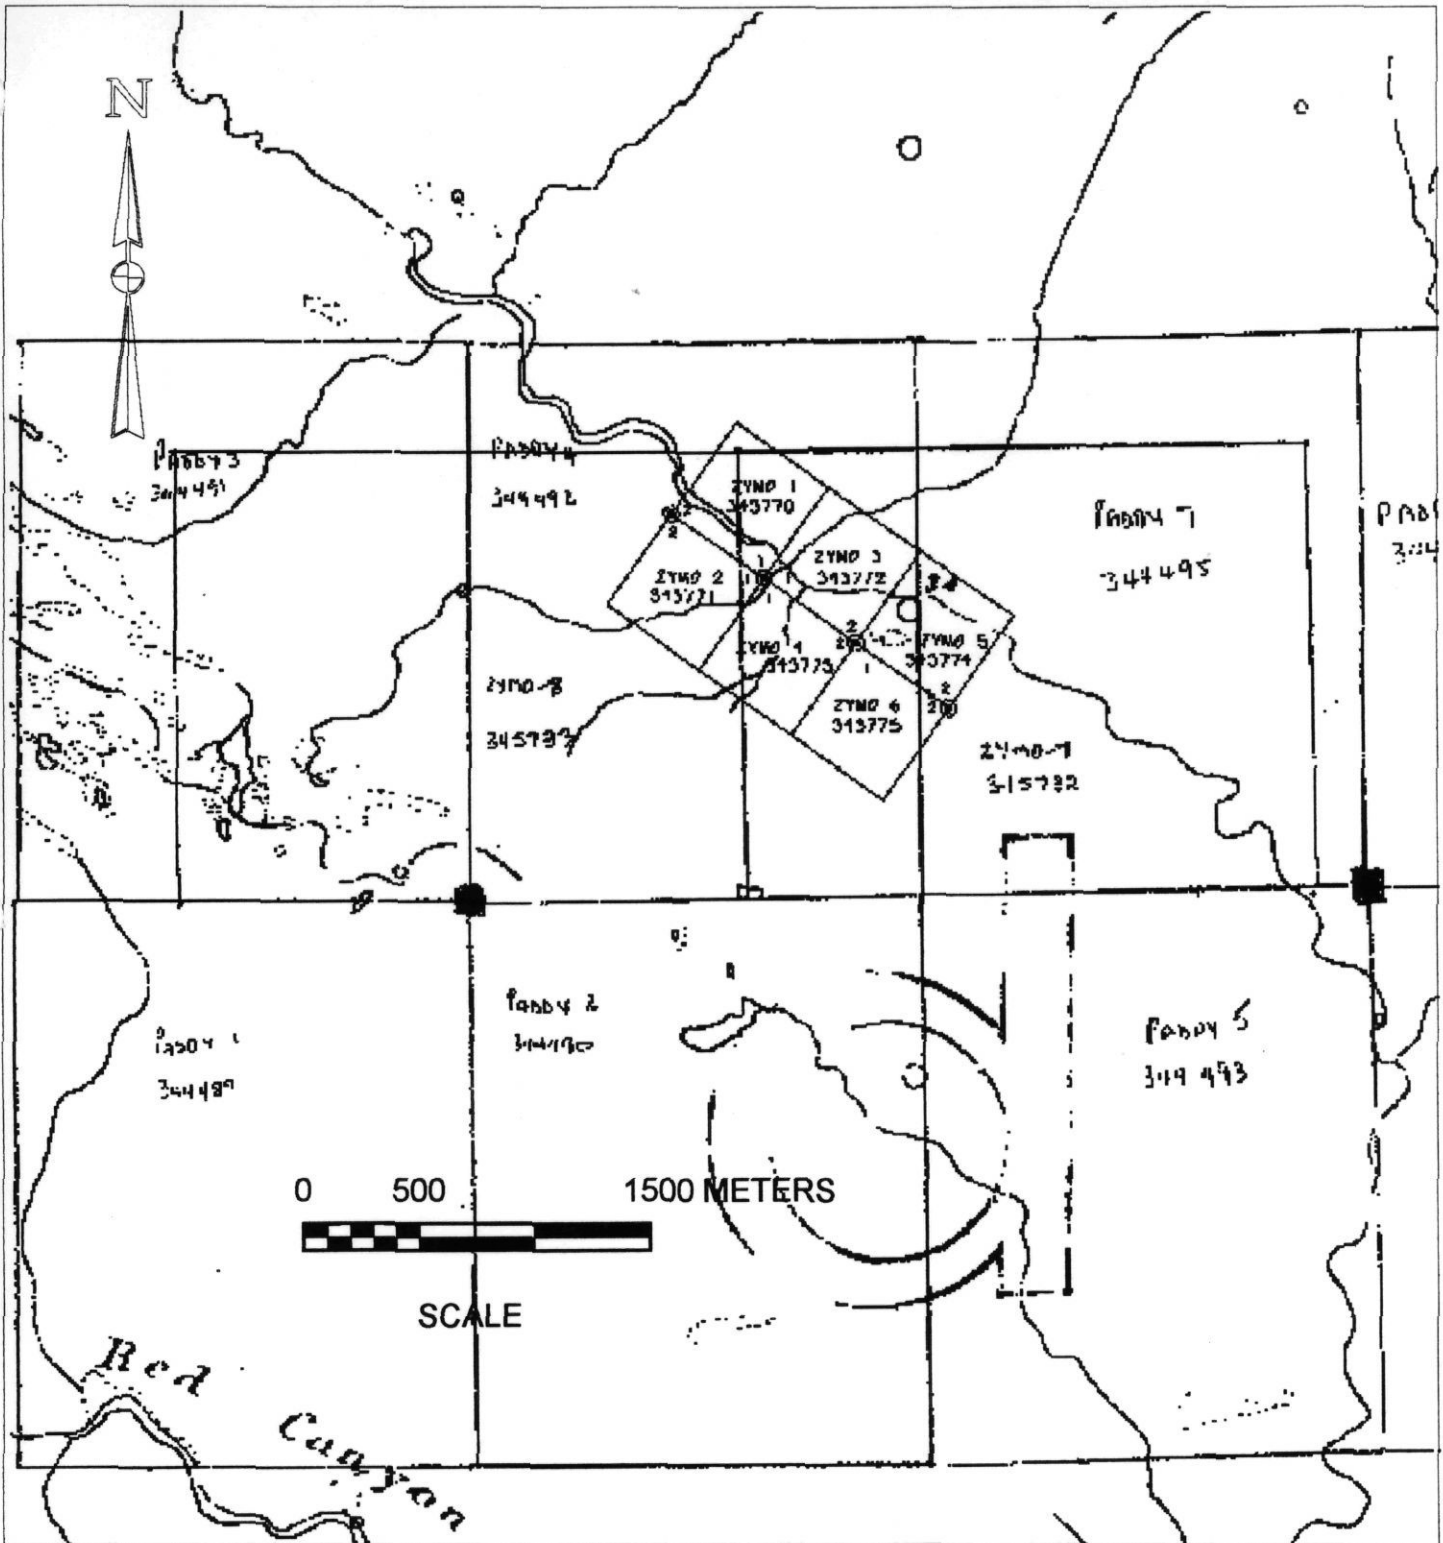 N
PADDY 3
344491
PADDY 4
344492
ZYMO 1
343770
PADDY 7
344495
ZYMO 2
343771
ZYMO 3
343772
ZYMO 4
343773
ZYMO 5
343774
ZYMO 6
343775
ZYMO-8
ZYMO-7
PADDY 1
344489
PADDY 2
PADDY 5
344493
0 500 1500 METERS
SCALE
Red
Canyon